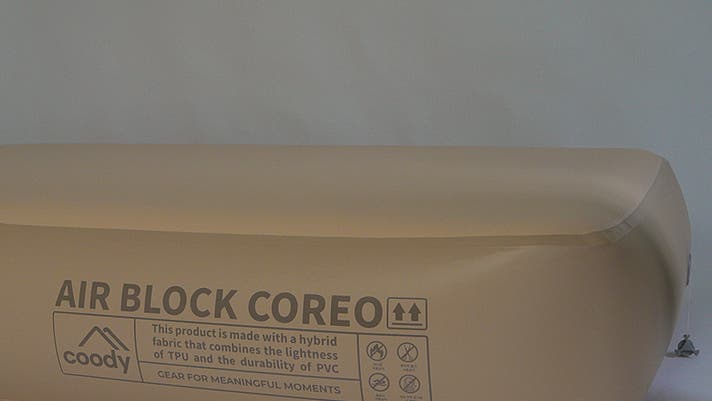 AIR BLOCK COREO
coody
This product is made with a hybrid
fabric that combines the lightness
of TPU and the durability of PVC
GEAR FOR MEANINGFUL MOMENTS